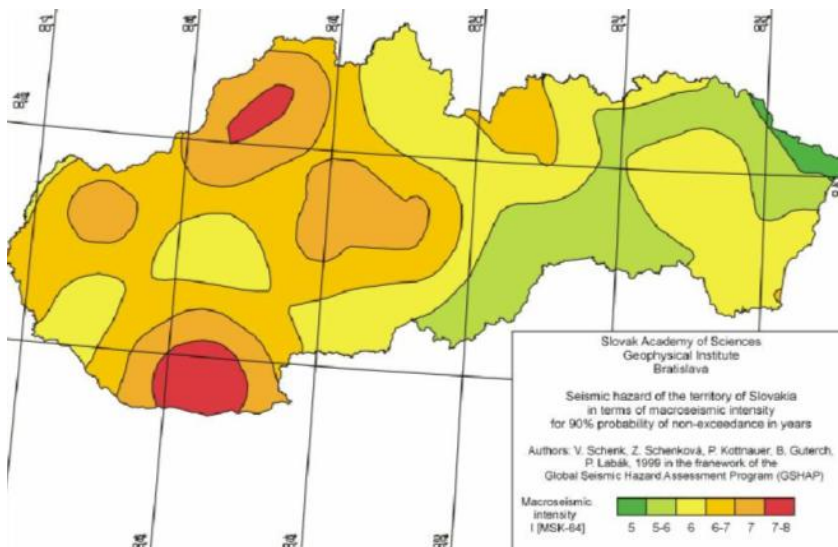 Slovak Academy of Sciences
Geophysical Institute
Bratislava
Seismic hazard of the territory of Slovakia
in terms of macroseismic intensity
for 90% probability of non-exceedance in years
Authors: V. Schenk, Z. Schenková, P. Kottnauer, B. Guterch,
P. Labák, 1999 in the framework of the
Global Seismic Hazard Assessment Program (GSHAP)
Macroseismic
intensity
I [MSK-64]
5 5-6 6 6-7 7 7-8